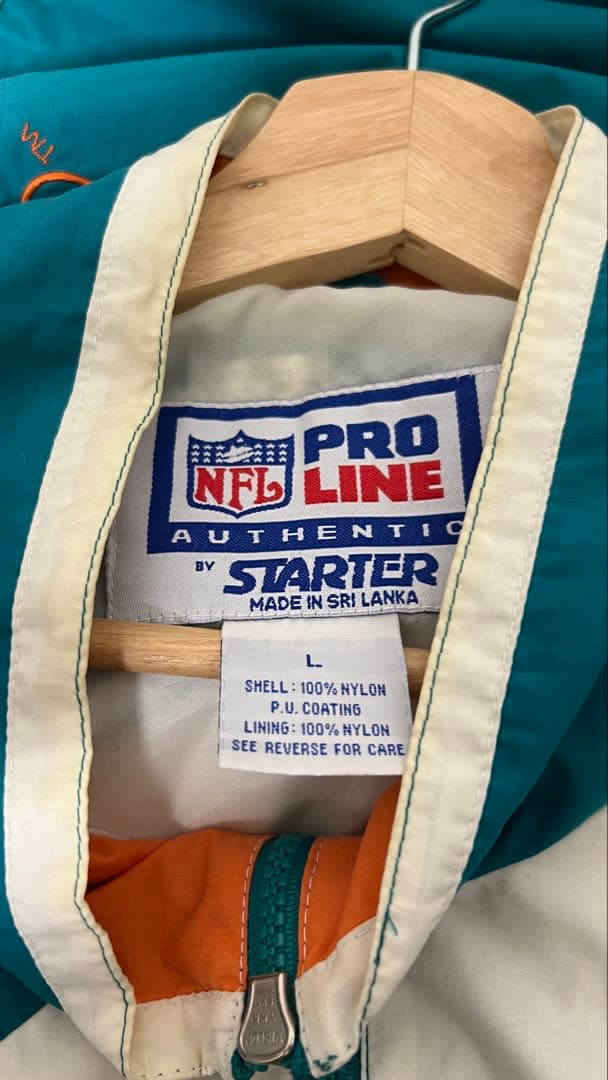 NFL
PRO
LINE
AUTHENTIC
BY STARTER
MADE IN SRI LANKA
L
SHELL: 100% NYLON
P.U. COATING
LINING: 100% NYLON
SEE REVERSE FOR CARE